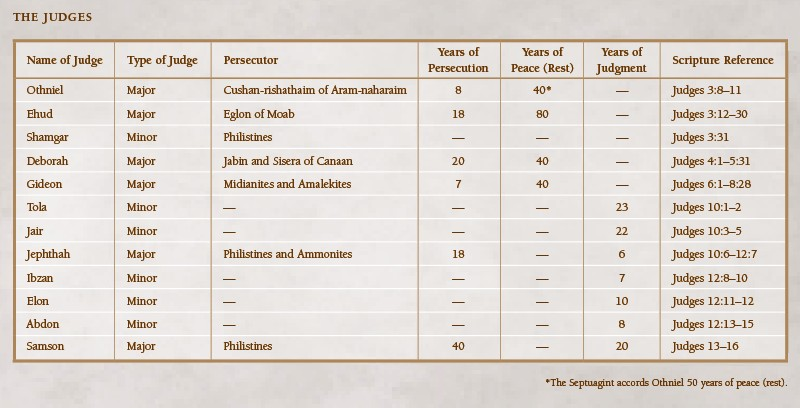 THE JUDGES
Name of Judge Type of Judge Persecutor Years of Persecution Years of Peace (Rest) Years of Judgment Scripture Reference
Othniel Major Cushan-rishathaim of Aram-naharaim 8 40* — Judges 3:8–11
Ehud Major Eglon of Moab 18 80 — Judges 3:12–30
Shamgar Minor Philistines — — — Judges 3:31
Deborah Major Jabin and Sisera of Canaan 20 40 — Judges 4:1–5:31
Gideon Major Midianites and Amalekites 7 40 — Judges 6:1–8:28
Tola Minor — — — 23 Judges 10:1–2
Jair Minor — — — 22 Judges 10:3–5
Jephthah Major Philistines and Ammonites 18 — 6 Judges 10:6–12:7
Ibzan Minor — — — 7 Judges 12:8–10
Elon Minor — — — 10 Judges 12:11–12
Abdon Minor — — — 8 Judges 12:13–15
Samson Major Philistines 40 — 20 Judges 13–16
*The Septuagint accords Othniel 50 years of peace (rest).